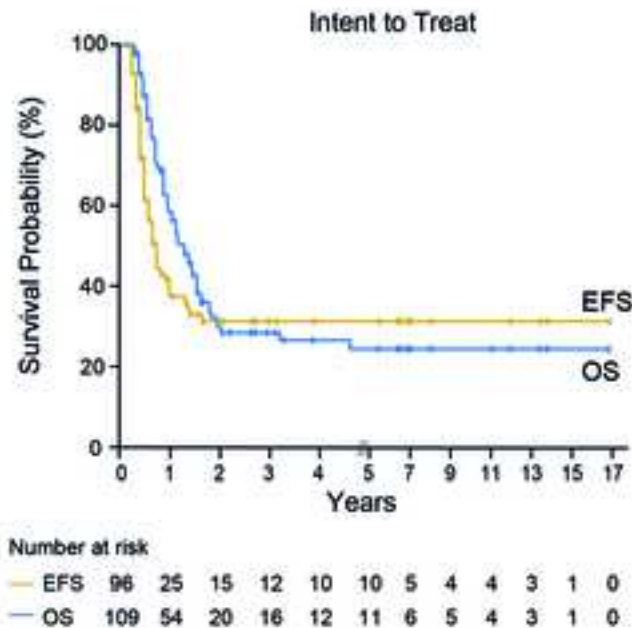 Intent to Treat
Survival Probability (%)
100
80
60
40
20
0
EFS
OS
0 1 2 3 4 5 7 9 11 13 15 17
Years
Number at risk
EFS 96 25 15 12 10 10 5 4 4 3 1 0
OS 109 54 20 16 12 11 6 5 4 3 1 0